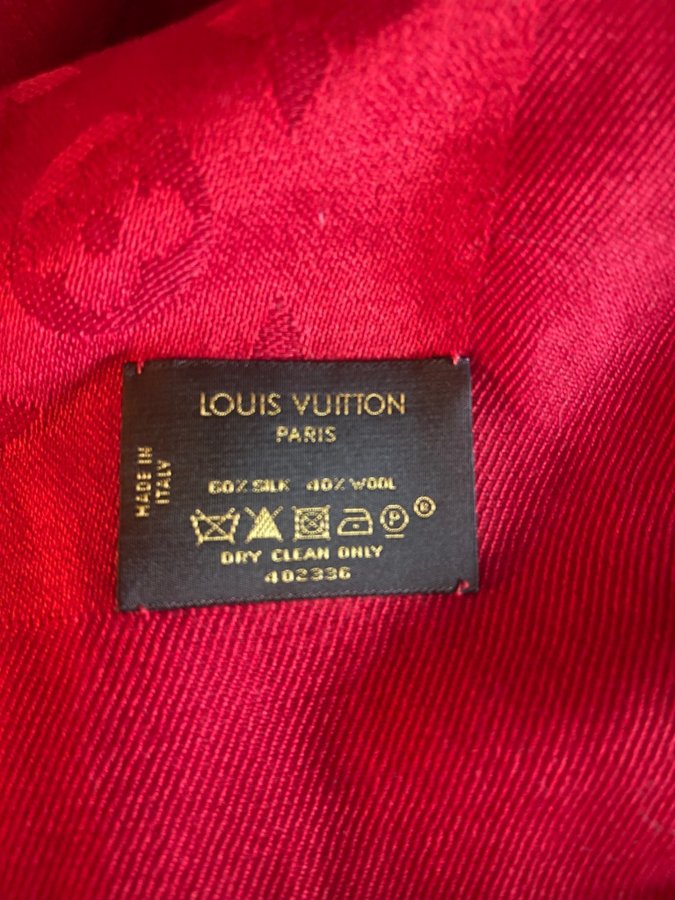 LOUIS VUITTON
PARIS
MADE IN
ITALY
60% SILK 40% WOOL
P
®
DRY CLEAN ONLY
402336